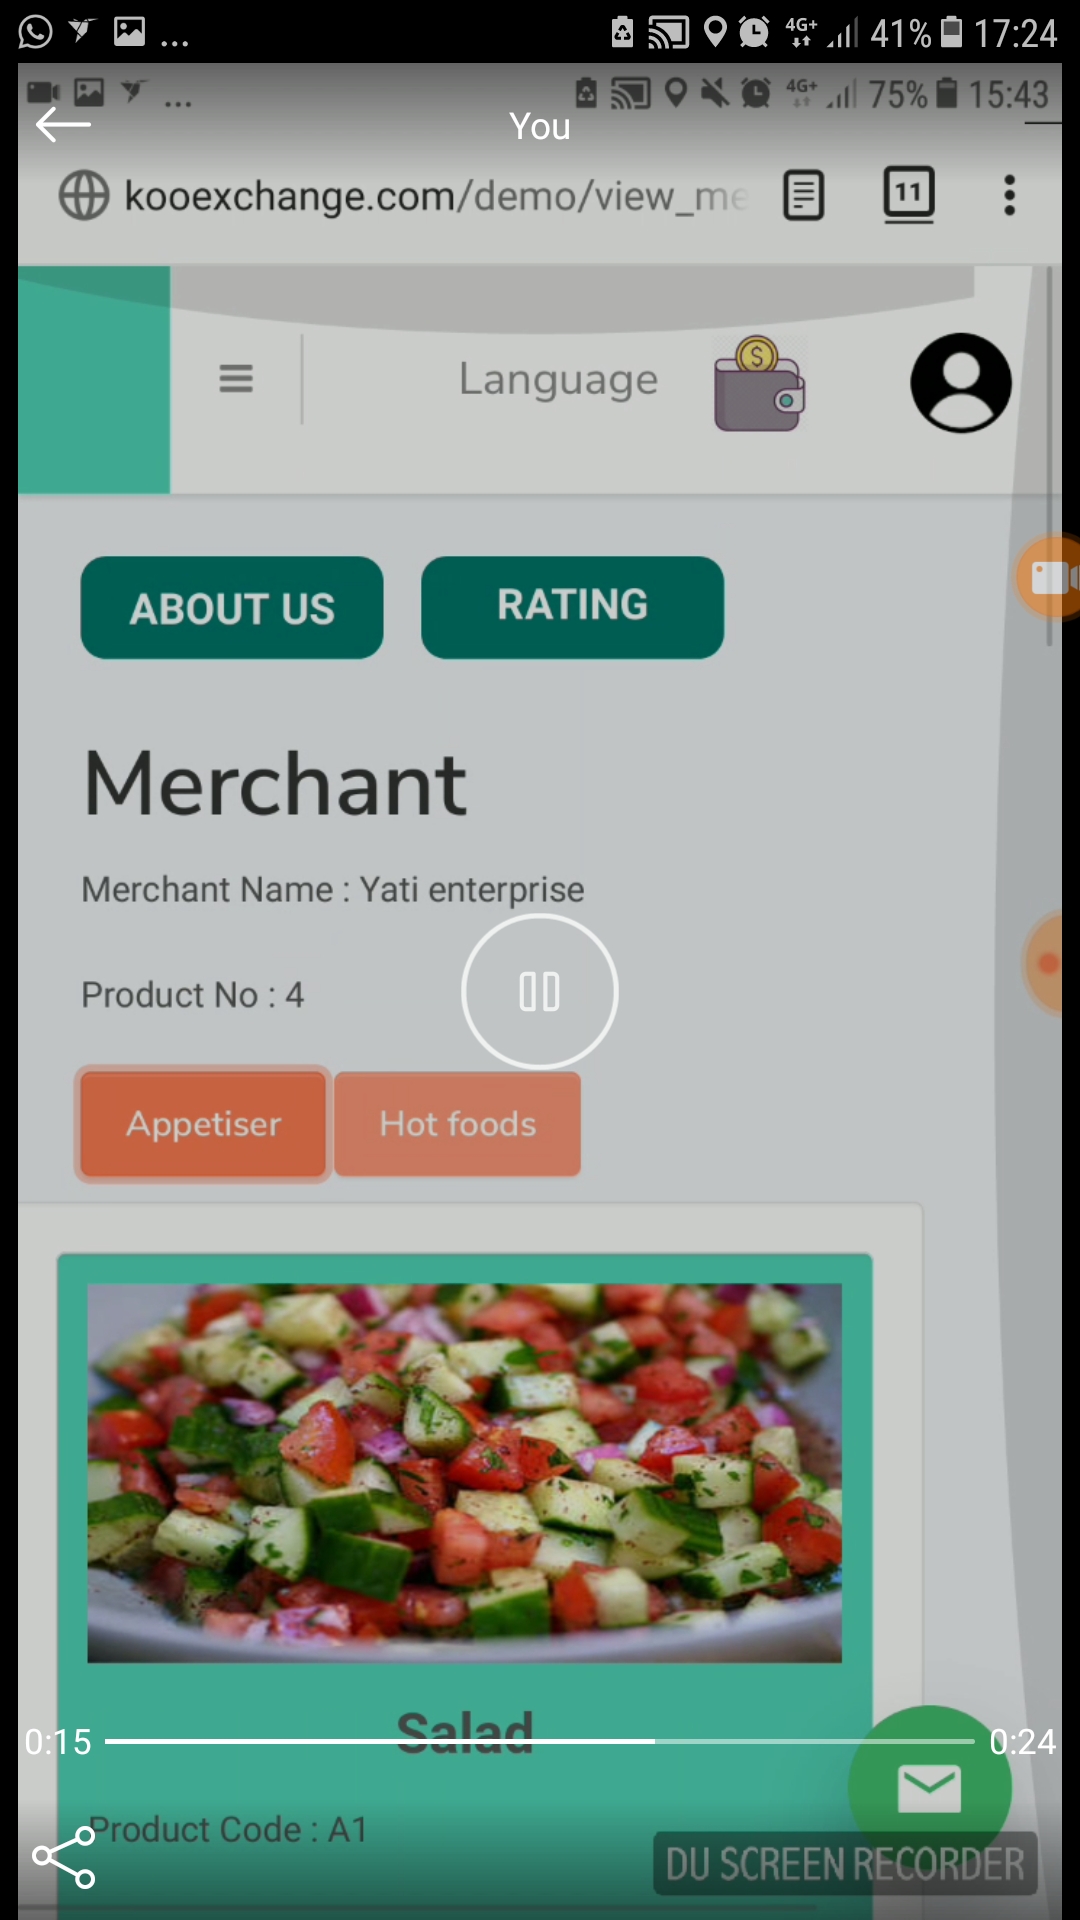 ... 4G+ 41% 17:24
... 4G+ 75% 15:43
You
kooexchange.com/demo/view_me
11
Language
$
ABOUT US
RATING
Merchant
Merchant Name : Yati enterprise
Product No : 4
Appetiser
Hot foods
Salad
0:15
0:24
Product Code : A1
DU SCREEN RECORDER